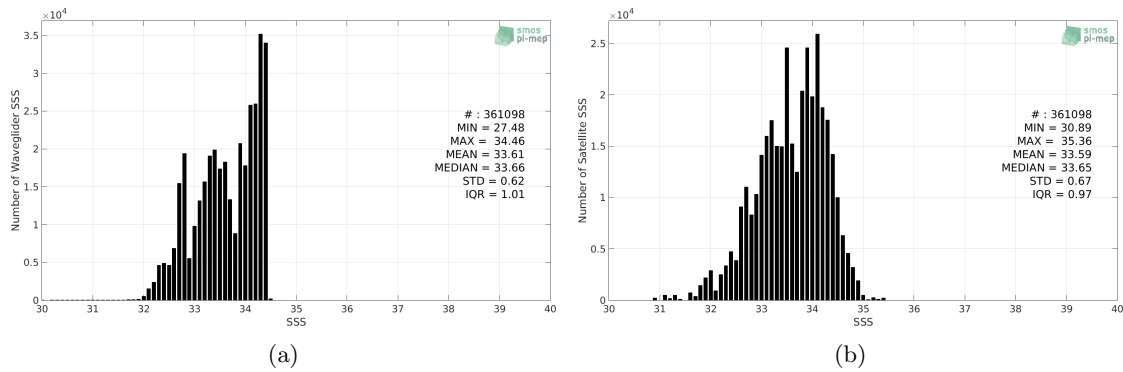 ×10⁴
3.5
3
2.5
2
1.5
1
0.5
0
Number of Waveglider SSS
30 31 32 33 34 35 36 37 38 39 40
SSS
smos
pi-mep
# : 361098
MIN = 27.48
MAX = 34.46
MEAN = 33.61
MEDIAN = 33.66
STD = 0.62
IQR = 1.01
(a)
×10⁴
2.5
2
1.5
1
0.5
0
Number of Satellite SSS
30 31 32 33 34 35 36 37 38 39 40
SSS
smos
pi-mep
# : 361098
MIN = 30.89
MAX = 35.36
MEAN = 33.59
MEDIAN = 33.65
STD = 0.67
IQR = 0.97
(b)